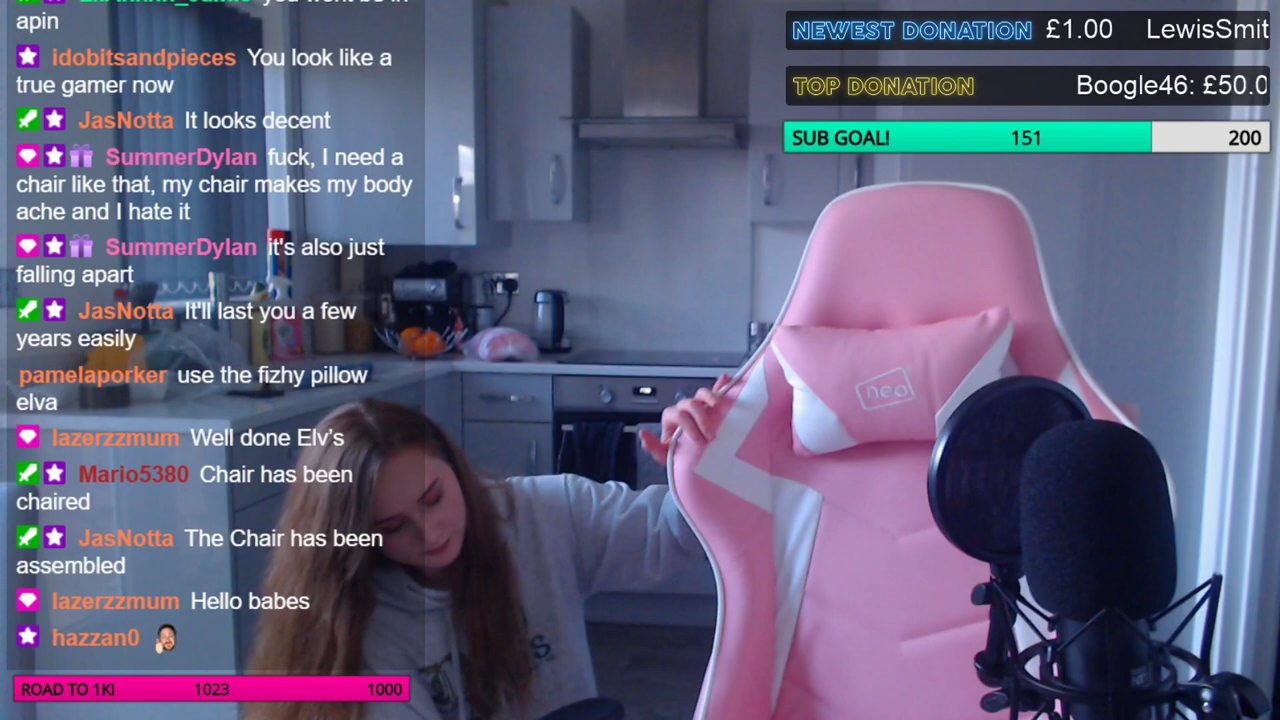 apin
idobitsandpieces You look like a
true gamer now
JasNotta It looks decent
SummerDylan fuck, I need a
chair like that, my chair makes my body
ache and I hate it
SummerDylan it's also just
falling apart
JasNotta It'll last you a few
years easily
pamelaporker use the fizhy pillow
elva
lazerzzmum Well done Elv's
Mario5380 Chair has been
chaired
JasNotta The Chair has been
assembled
lazerzzmum Hello babes
hazzan0
ROAD TO 1K! 1023 1000
NEWEST DONATION £1.00 LewisSmit
TOP DONATION Boogle46: £50.0
SUB GOAL! 151 200
neo